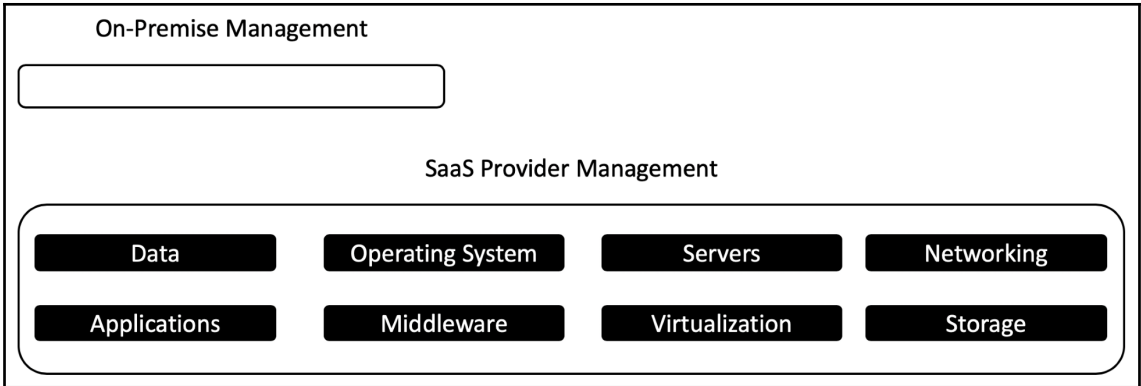 On-Premise Management
SaaS Provider Management
Data
Operating System
Servers
Networking
Applications
Middleware
Virtualization
Storage